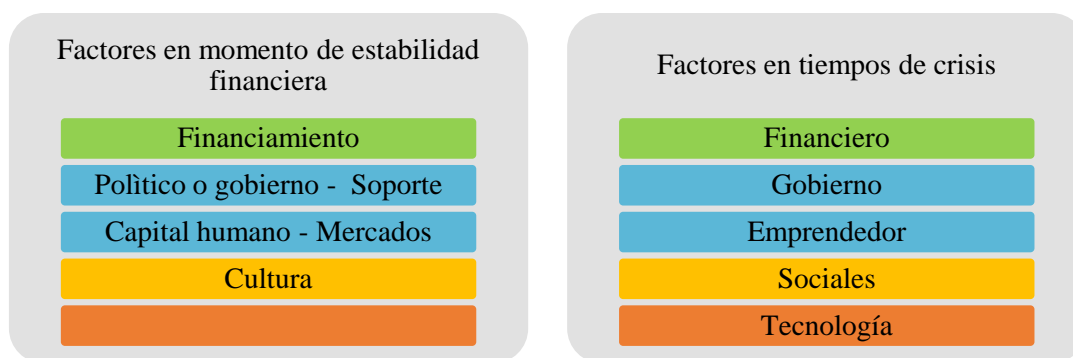 Factores en momento de estabilidad
financiera
Financiamiento
Polìtico o gobierno - Soporte
Capital humano - Mercados
Cultura
Factores en tiempos de crisis
Financiero
Gobierno
Emprendedor
Sociales
Tecnología